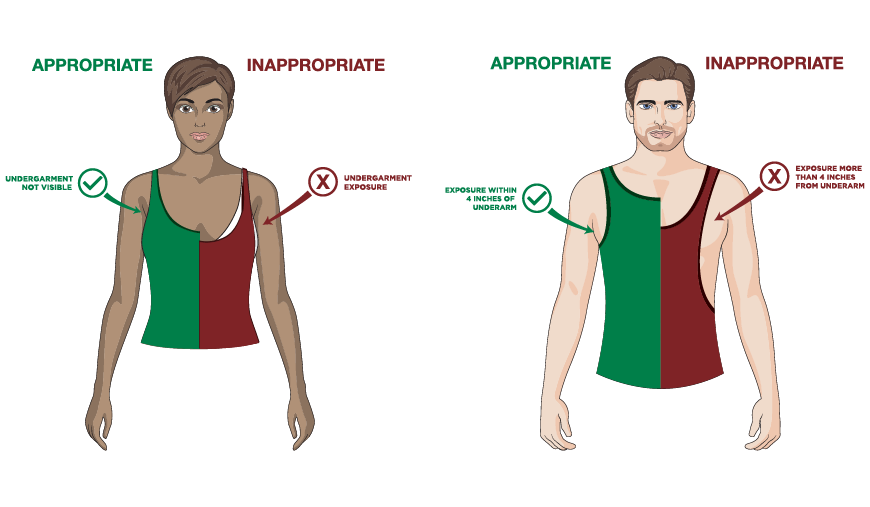 APPROPRIATE
INAPPROPRIATE
UNDERGARMENT
NOT VISIBLE
X
UNDERGARMENT
EXPOSURE
APPROPRIATE
INAPPROPRIATE
EXPOSURE WITHIN
4 INCHES OF
UNDERARM
X
EXPOSURE MORE
THAN 4 INCHES
FROM UNDERARM